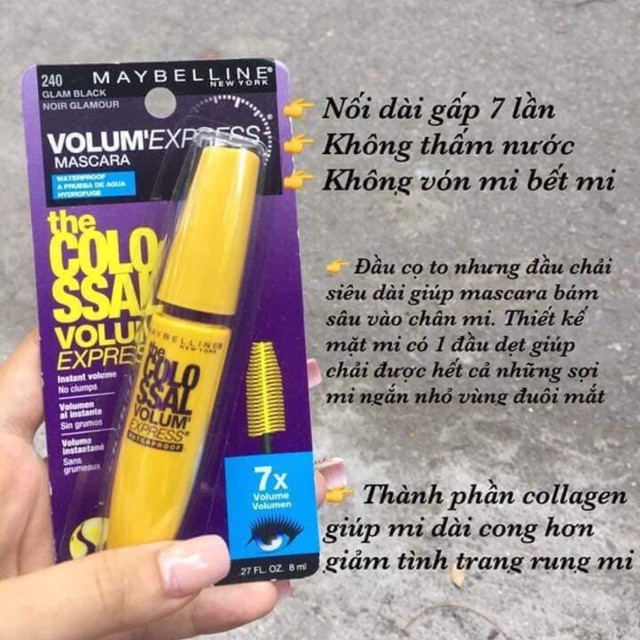 240
MAYBELLINE
NEW YORK
GLAM BLACK
NOIR GLAMOUR
VOLUM'EXPRESS
MASCARA
WATERPROOF
A PRUEBA DE AGUA
HYDROFUGE
the
COLO
SSAL
VOLUM
EXPRESS
Instant volume
No clumps
Volumen
al instante
Sin grumos
Volume
instantané
Sans
grumeaux
MAYBELLINE
NEW YORK
the
COLO
SSAL
VOLUM'
EXPRESS
WATERPROOF
7x
Volume
Volumen
.27 FL. OZ. 8 ml
👉 Nối dài gấp 7 lần
👉 Không thấm nước
👉 Không vón mi bết mi
👉 Đầu cọ to nhưng đầu chải
siêu dài giúp mascara bám
sâu vào chân mi. Thiết kế
mặt mi có 1 đầu dẹt giúp
chải được hết cả những sợi
mi ngắn nhỏ vùng đuôi mắt
👉 Thành phần collagen
giúp mi dài cong hơn
giảm tình trang rung mi